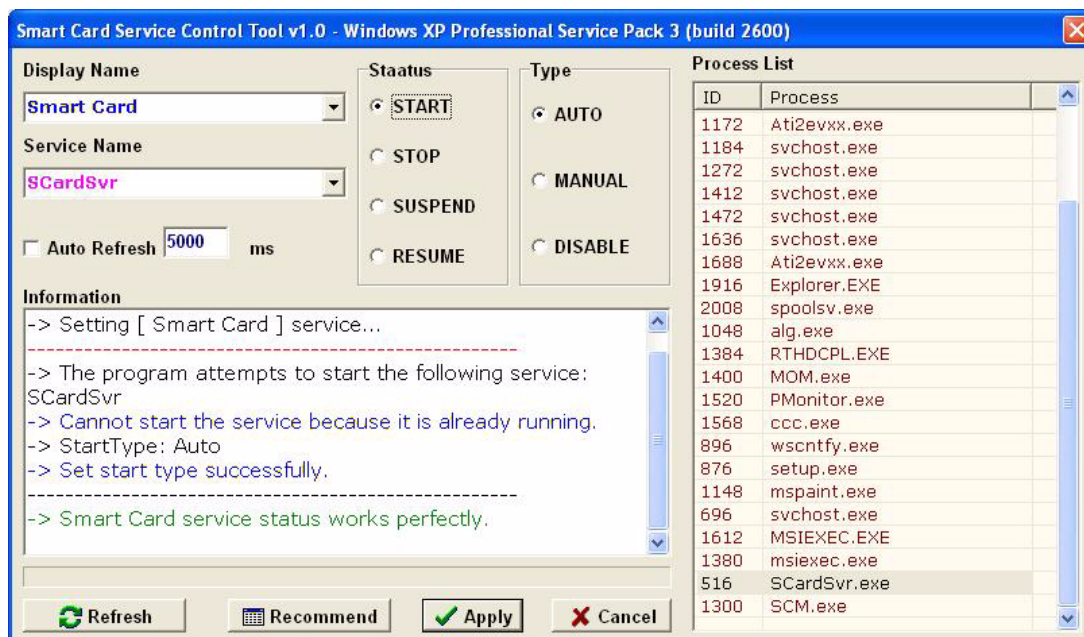 Smart Card Service Control Tool v1.0 - Windows XP Professional Service Pack 3 (build 2600)
Display Name
Smart Card
Service Name
SCardSvr
Auto Refresh 5000 ms
Staatus
START
STOP
SUSPEND
RESUME
Type
AUTO
MANUAL
DISABLE
Information
-> Setting [ Smart Card ] service...
----------------------------------------------------
-> The program attempts to start the following service:
SCardSvr
-> Cannot start the service because it is already running.
-> StartType: Auto
-> Set start type successfully.
----------------------------------------------------
-> Smart Card service status works perfectly.
Refresh
Recommend
Apply
Cancel
Process List
ID Process
1172 Ati2evxx.exe
1184 svchost.exe
1272 svchost.exe
1412 svchost.exe
1472 svchost.exe
1636 svchost.exe
1688 Ati2evxx.exe
1916 Explorer.EXE
2008 spoolsv.exe
1048 alg.exe
1384 RTHDCPL.EXE
1400 MOM.exe
1520 PMonitor.exe
1568 ccc.exe
896 wscntfy.exe
876 setup.exe
1148 mspaint.exe
696 svchost.exe
1612 MSIEXEC.EXE
1380 msiexec.exe
516 SCardSvr.exe
1300 SCM.exe